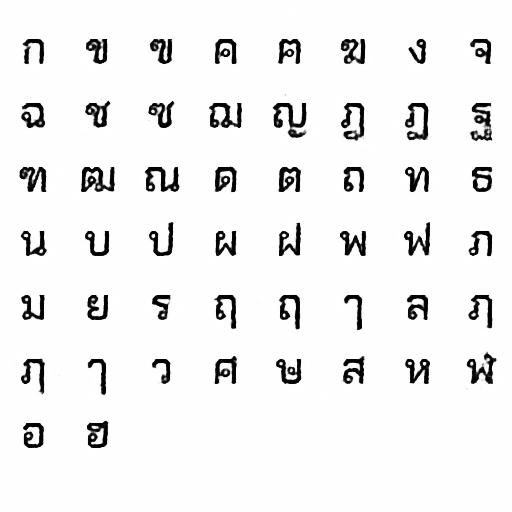 ก ข ฃ ค ฅ ฆ ง จ
ฉ ช ซ ฌ ญ ฎ ฏ ฐ
ฑ ฒ ณ ด ต ถ ท ธ
น บ ป ผ ฝ พ ฟ ภ
ม ย ร ฤ ฤ ๅ ล ฦ
ฦ ๅ ว ศ ษ ส ห ฬ
อ ฮ